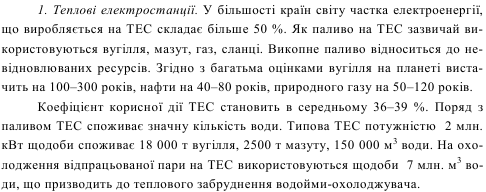 1. Теплові електростанції. У більшості країн світу частка електроенергії,
що виробляється на ТЕС складає більше 50 %. Як паливо на ТЕС зазвичай ви-
користовуються вугілля, мазут, газ, сланці. Викопне паливо відноситься до не-
відновлюваних ресурсів. Згідно з багатьма оцінками вугілля на планеті виста-
чить на 100–300 років, нафти на 40–80 років, природного газу на 50–120 років.
Коефіцієнт корисної дії ТЕС становить в середньому 36–39 %. Поряд з
паливом ТЕС споживає значну кількість води. Типова ТЕС потужністю 2 млн.
кВт щодоби споживає 18 000 т вугілля, 2500 т мазуту, 150 000 м³ води. На охо-
лодження відпрацьованої пари на ТЕС використовуються щодоби 7 млн. м³ во-
ди, що призводить до теплового забруднення водойми-охолоджувача.